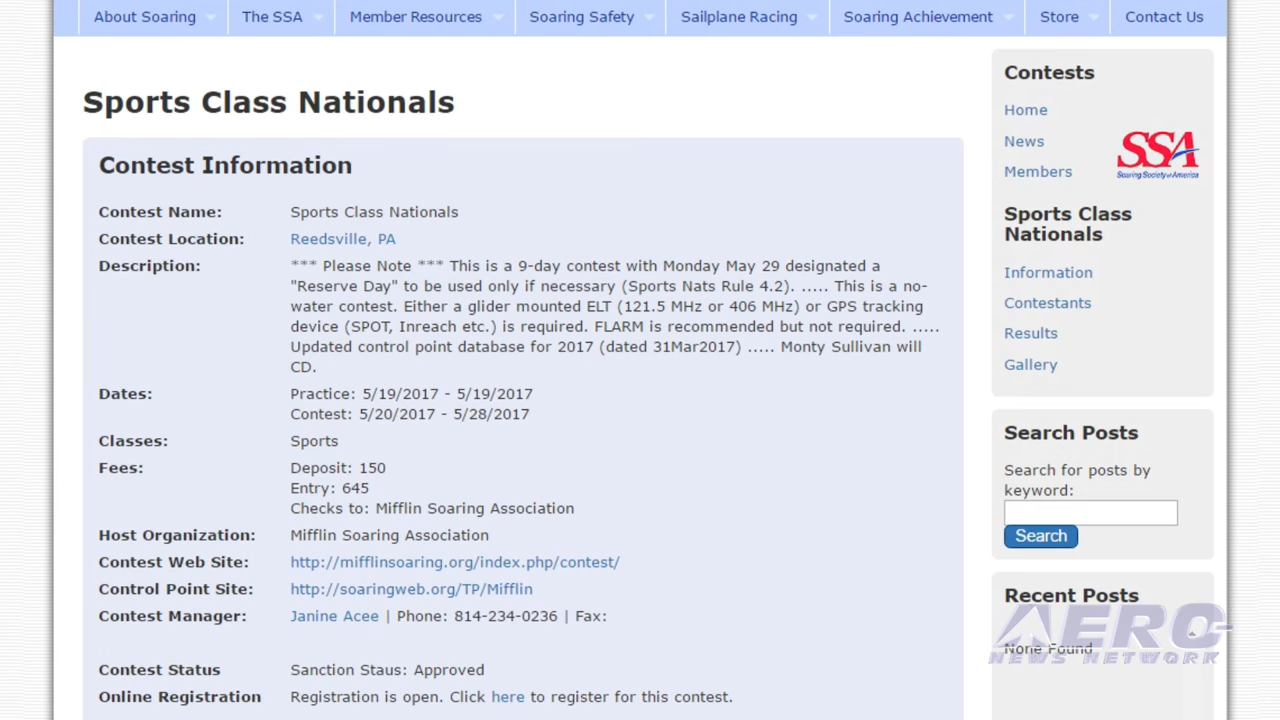 About Soaring
The SSA
Member Resources
Soaring Safety
Sailplane Racing
Soaring Achievement
Store
Contact Us
Sports Class Nationals
Contest Information
Contest Name: Sports Class Nationals
Contest Location: Reedsville, PA
Description: *** Please Note *** This is a 9-day contest with Monday May 29 designated a
"Reserve Day" to be used only if necessary (Sports Nats Rule 4.2). ..... This is a no-
water contest. Either a glider mounted ELT (121.5 MHz or 406 MHz) or GPS tracking
device (SPOT, Inreach etc.) is required. FLARM is recommended but not required. .....
Updated control point database for 2017 (dated 31Mar2017) ..... Monty Sullivan will
CD.
Dates: Practice: 5/19/2017 - 5/19/2017
Contest: 5/20/2017 - 5/28/2017
Classes: Sports
Fees: Deposit: 150
Entry: 645
Checks to: Mifflin Soaring Association
Host Organization: Mifflin Soaring Association
Contest Web Site: http://mifflinsoaring.org/index.php/contest/
Control Point Site: http://soaringweb.org/TP/Mifflin
Contest Manager: Janine Acee | Phone: 814-234-0236 | Fax:
Contest Status Sanction Staus: Approved
Online Registration Registration is open. Click here to register for this contest.
Contests
Home
News
Members
SSA
Soaring Society of America
Sports Class
Nationals
Information
Contestants
Results
Gallery
Search Posts
Search for posts by
keyword:
Search
Recent Posts
None Found
AERO
NEWS NETWORK